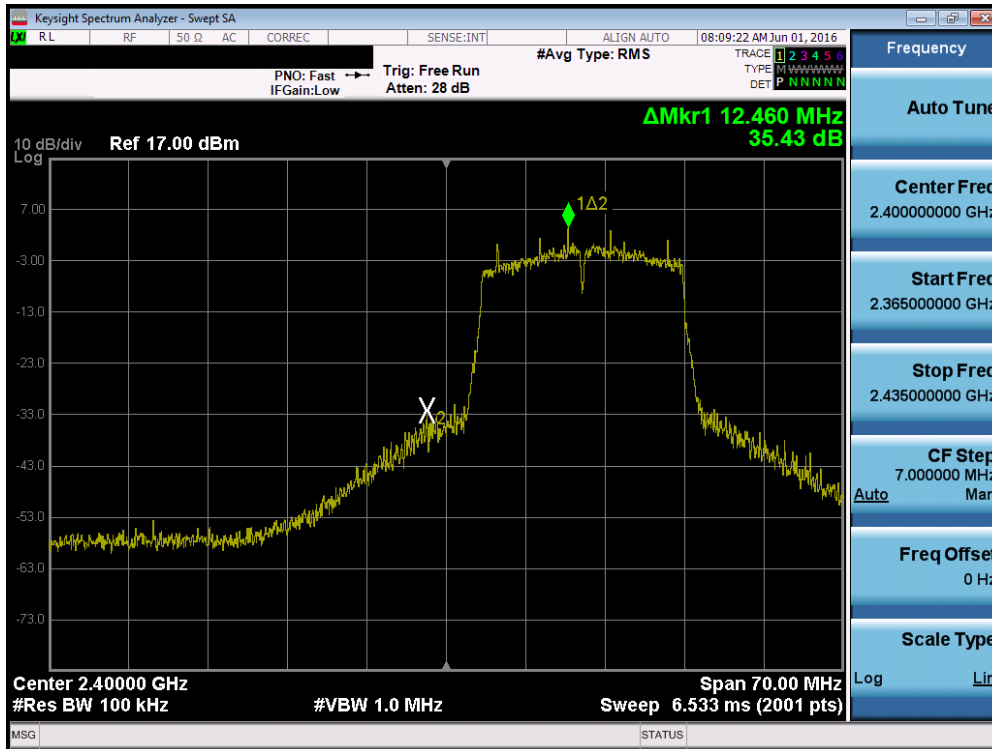 Keysight Spectrum Analyzer - Swept SA
LXI RL RF 50 Ω AC CORREC SENSE:INT ALIGN AUTO 08:09:22 AM Jun 01, 2016
Frequency
#Avg Type: RMS
TRACE 1 2 3 4 5 6
PNO: Fast
Trig: Free Run
TYPE M W W W W W
IFGain:Low
Atten: 28 dB
DET P N N N N N
Auto Tune
ΔMkr1 12.460 MHz
35.43 dB
10 dB/div Ref 17.00 dBm
Log
1Δ2
7.00
-3.00
-13.0
-23.0
-33.0
2
-43.0
-53.0
-63.0
-73.0
Center Freq
2.400000000 GHz
Start Freq
2.365000000 GHz
Stop Freq
2.435000000 GHz
CF Step
7.000000 MHz
Auto Man
Freq Offset
0 Hz
Scale Type
Log Lin
Center 2.40000 GHz
Span 70.00 MHz
#Res BW 100 kHz
#VBW 1.0 MHz
Sweep 6.533 ms (2001 pts)
MSG
STATUS